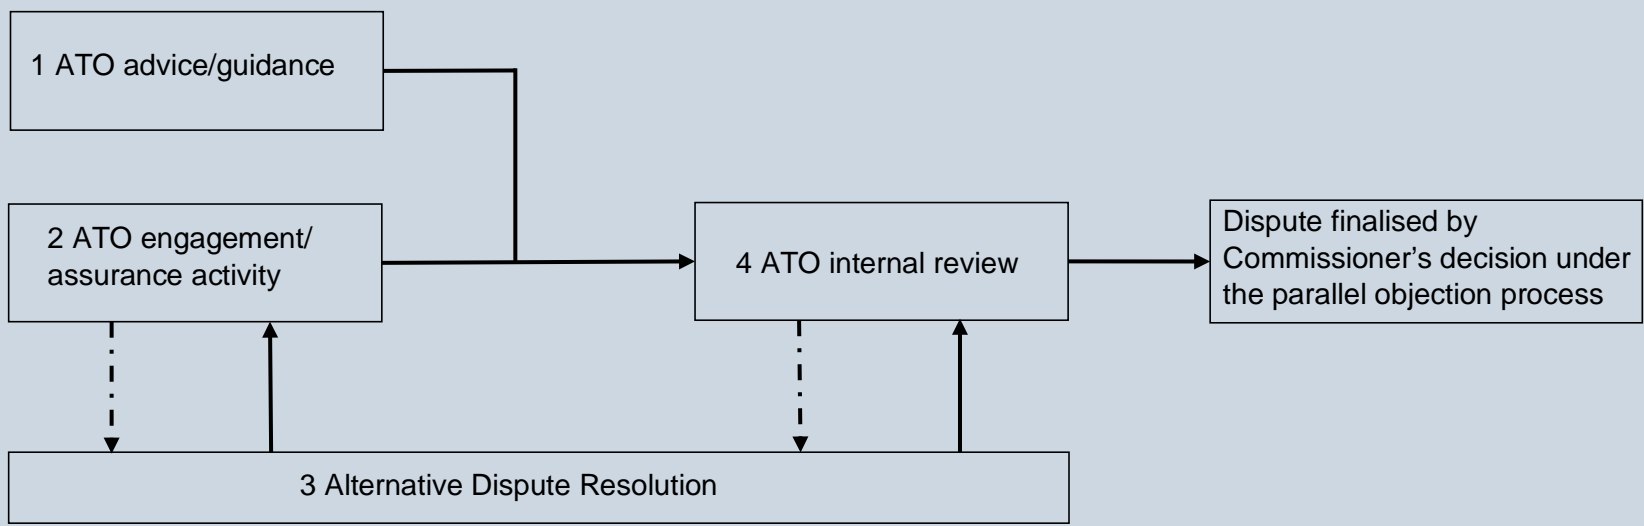 1 ATO advice/guidance
2 ATO engagement/
assurance activity
4 ATO internal review
Dispute finalised by
Commissioner’s decision under
the parallel objection process
3 Alternative Dispute Resolution